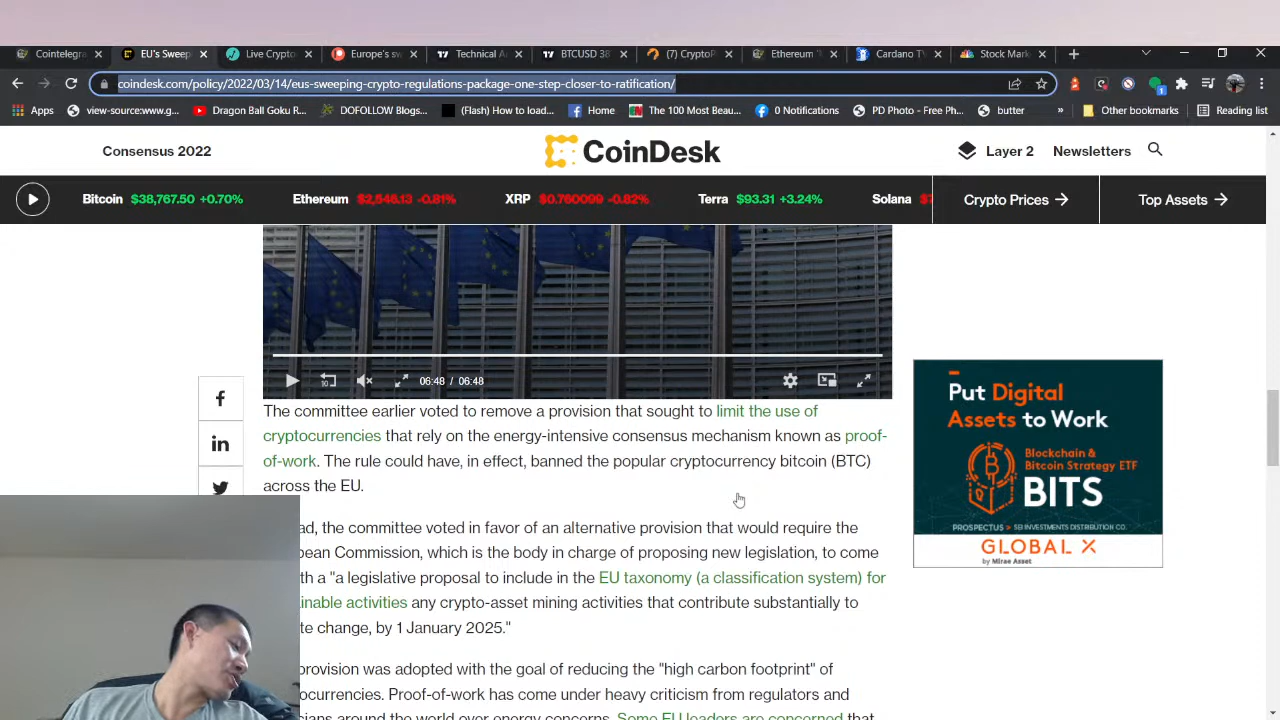 Cointelegra
EU's Sweep
Live Crypto
Europe's sw
Technical A
BTCUSD 38
(7) CryptoP
Ethereum "M
Cardano TV
Stock Mark
coindesk.com/policy/2022/03/14/eus-sweeping-crypto-regulations-package-one-step-closer-to-ratification/
1
Apps
view-source:www.g...
Dragon Ball Goku R...
DOFOLLOW Blogs...
(Flash) How to load...
Home
The 100 Most Beau...
0 Notifications
PD Photo - Free Ph...
butter
»
Other bookmarks
Reading list
Consensus 2022
CoinDesk
Layer 2
Newsletters
Bitcoin $38,767.50 +0.70%
Ethereum $2,546.13 -0.81%
XRP $0.760099 -0.82%
Terra $93.31 +3.24%
Solana
Crypto Prices →
Top Assets →
10
06:48 / 06:48
The committee earlier voted to remove a provision that sought to limit the use of
cryptocurrencies that rely on the energy-intensive consensus mechanism known as proof-
of-work. The rule could have, in effect, banned the popular cryptocurrency bitcoin (BTC)
across the EU.
ad, the committee voted in favor of an alternative provision that would require the
pean Commission, which is the body in charge of proposing new legislation, to come
th a "a legislative proposal to include in the EU taxonomy (a classification system) for
inable activities any crypto-asset mining activities that contribute substantially to
te change, by 1 January 2025."
provision was adopted with the goal of reducing the "high carbon footprint" of
ocurrencies. Proof-of-work has come under heavy criticism from regulators and
cians around the world over energy concerns. Some EU leaders are concerned that
Put Digital
Assets to Work
Blockchain &
Bitcoin Strategy ETF
BITS
PROSPECTUS > SEI INVESTMENTS DISTRIBUTION CO.
GLOBAL X
by Mirae Asset